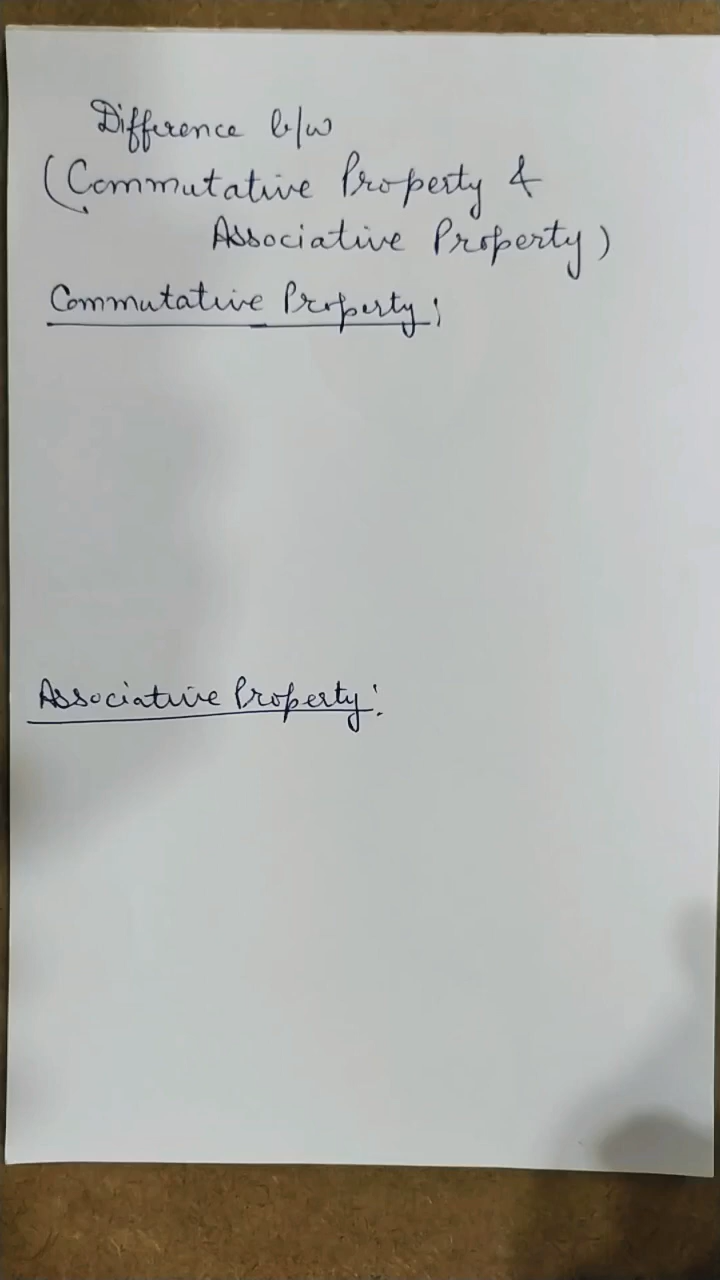 Difference b/w
(Commutative Property &
Associative Property)
Commutative Property:
Associative Property: